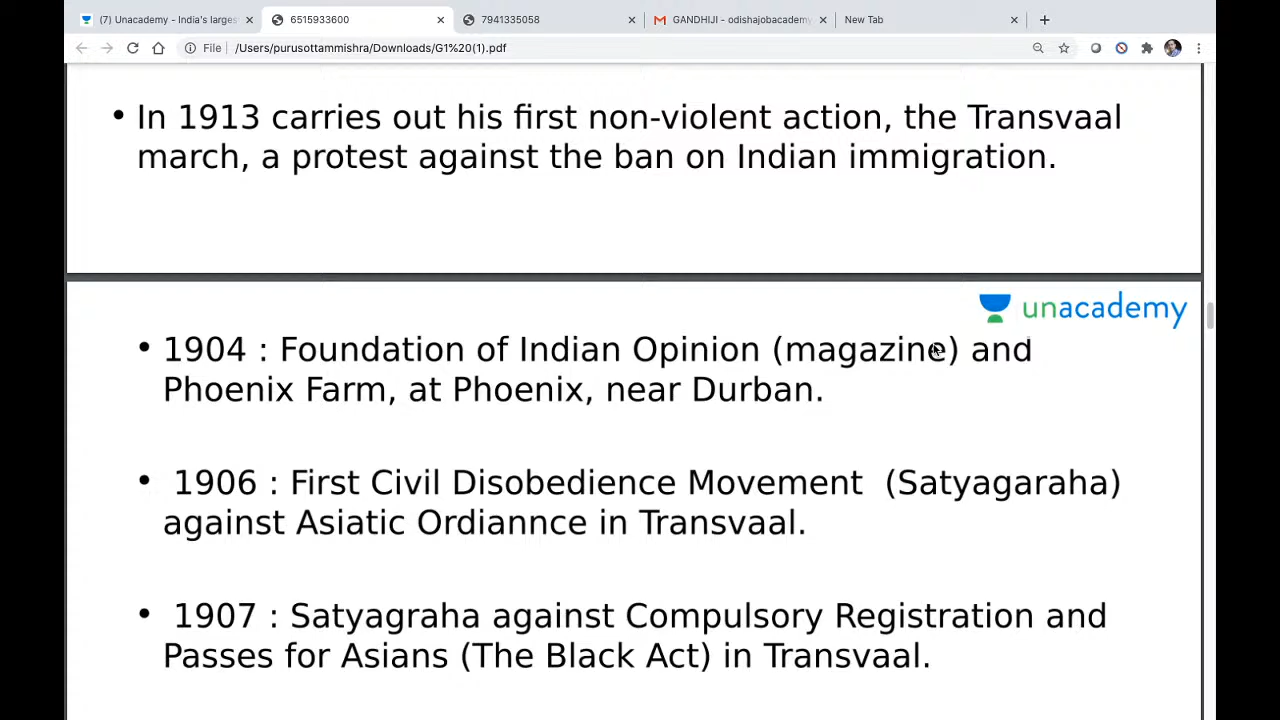 (7) Unacademy - India's larges
6515933600
7941335058
GANDHIJI - odishajobacademy
New Tab
File
/Users/purusottammishra/Downloads/G1%20(1).pdf
• In 1913 carries out his first non-violent action, the Transvaal
march, a protest against the ban on Indian immigration.
unacademy
• 1904 : Foundation of Indian Opinion (magazine) and
Phoenix Farm, at Phoenix, near Durban.
• 1906 : First Civil Disobedience Movement (Satyagaraha)
against Asiatic Ordiannce in Transvaal.
• 1907 : Satyagraha against Compulsory Registration and
Passes for Asians (The Black Act) in Transvaal.